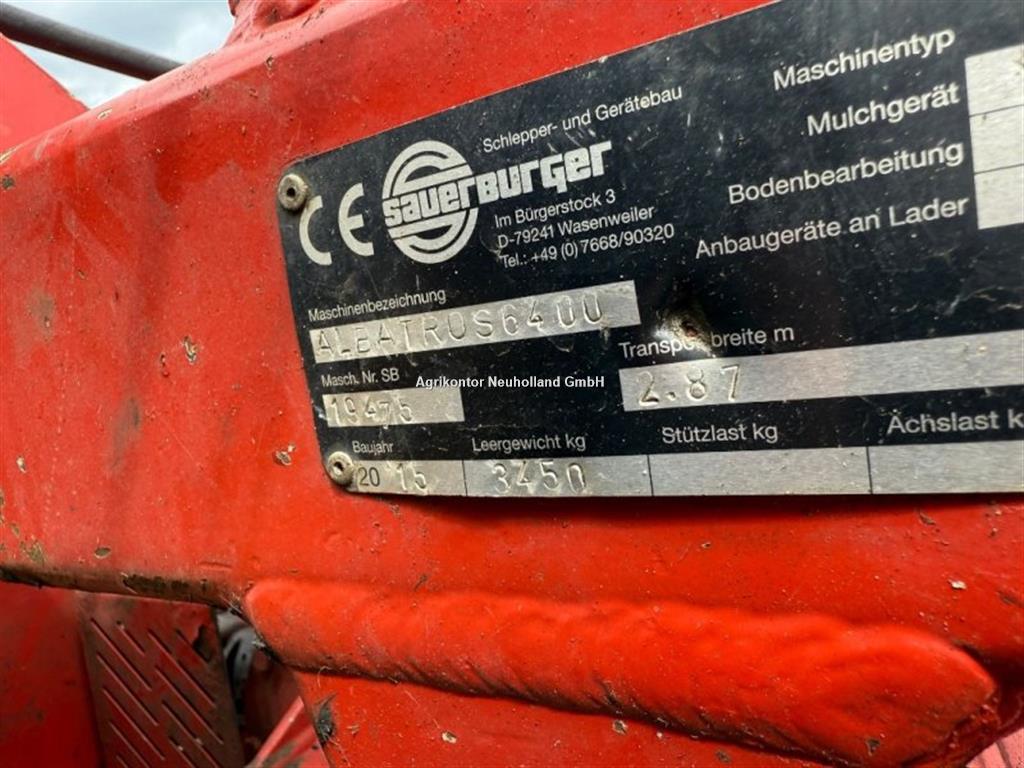 CE
Schlepper- und Gerätebau
sauerburger
Im Bürgerstock 3
D-79241 Wasenweiler
Tel.: +49 (0) 7668/90320
Maschinentyp
Mulchgerät
Bodenbearbeitung
Anbaugeräte an Lader
Maschinenbezeichnung
ALBATROS6400
Transportbreite m
2.87
Masch. Nr. SB
19475
Agrikontor Neuholland GmbH
Baujahr
2015
Leergewicht kg
3450
Stützlast kg
Achslast k